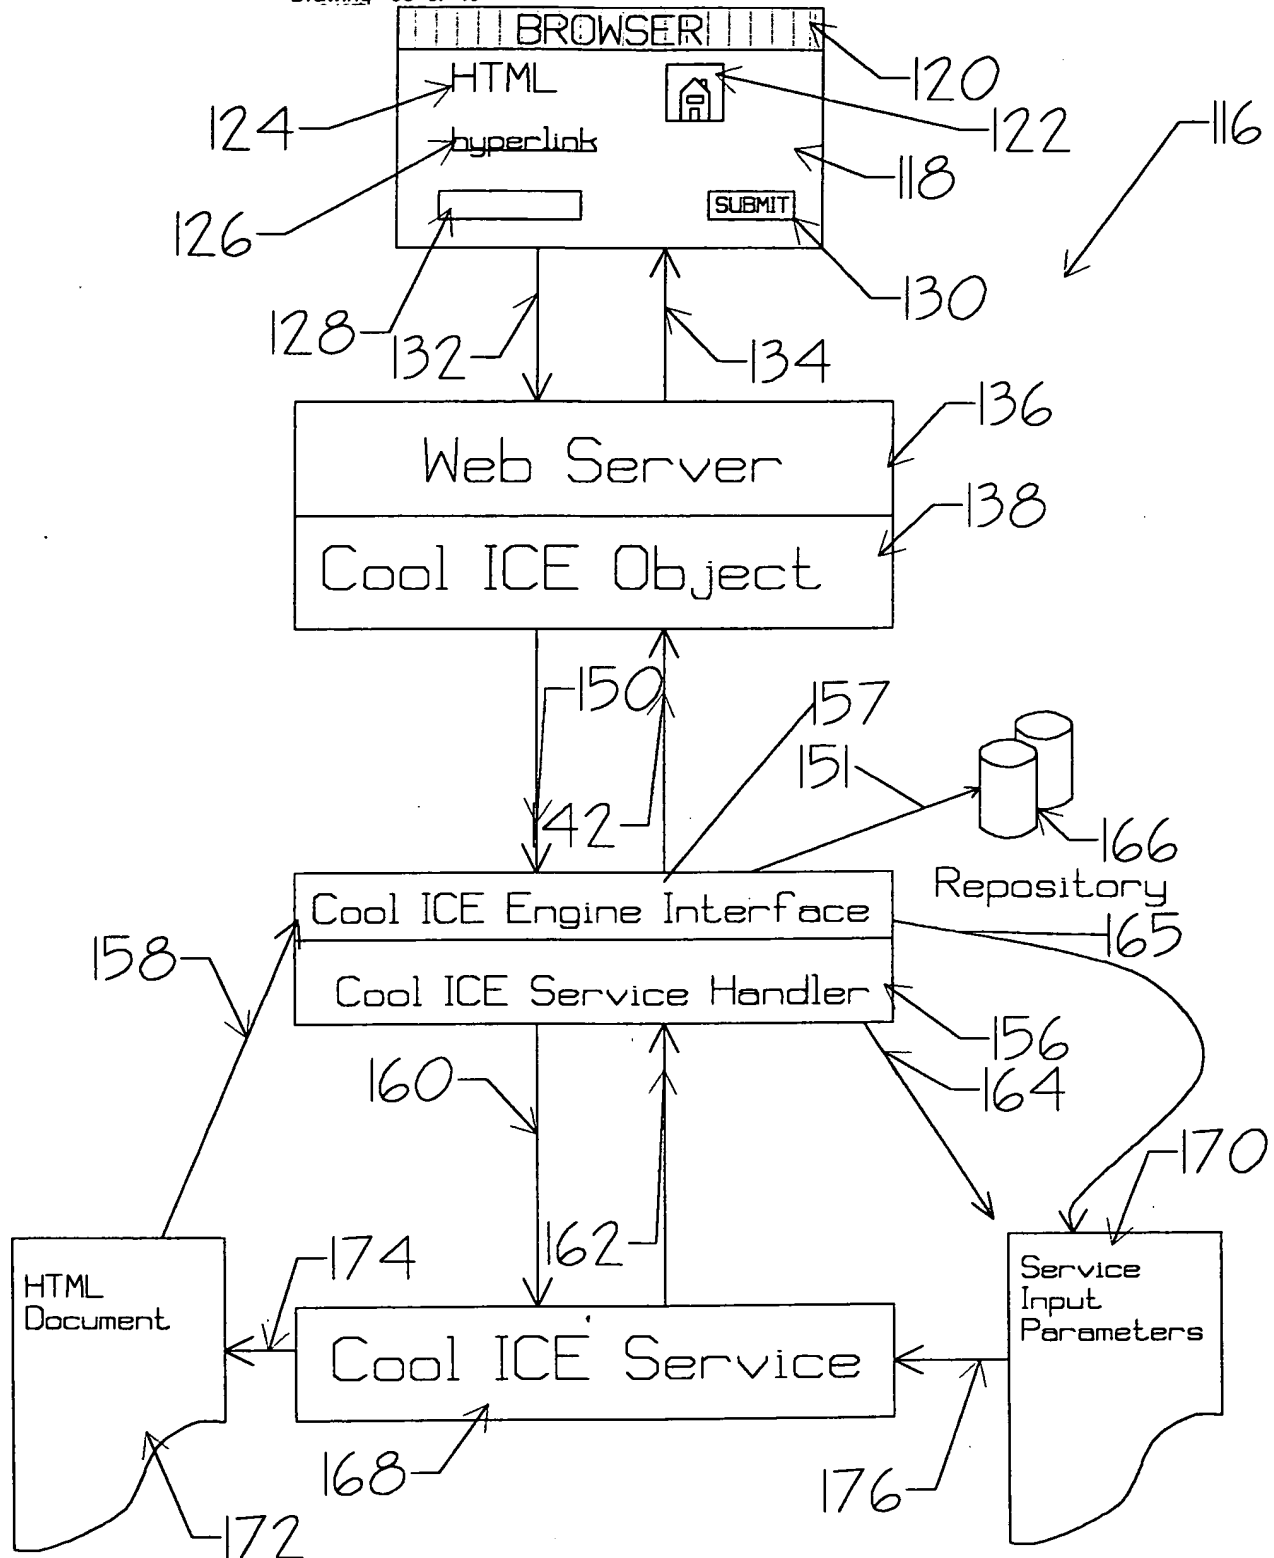 BROWSER
120
HTML
124
122
116
hyperlink
118
126
SUBMIT
130
128
132
134
136
Web Server
138
Cool ICE Object
150
157
151
142
166
Repository
Cool ICE Engine Interface
165
158
Cool ICE Service Handler
156
160
164
170
162
174
HTML
Document
Service
Input
Parameters
Cool ICE Service
168
176
172